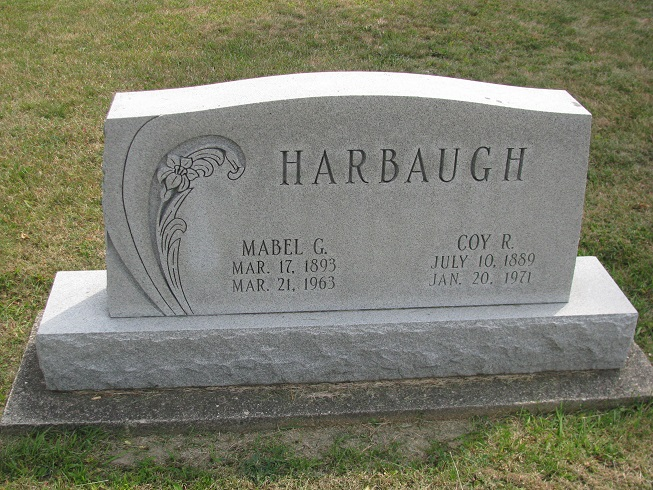 HARBAUGH
MABEL G.
MAR. 17, 1893
MAR. 21, 1963
COY R.
JULY 10, 1889
JAN. 20, 1971